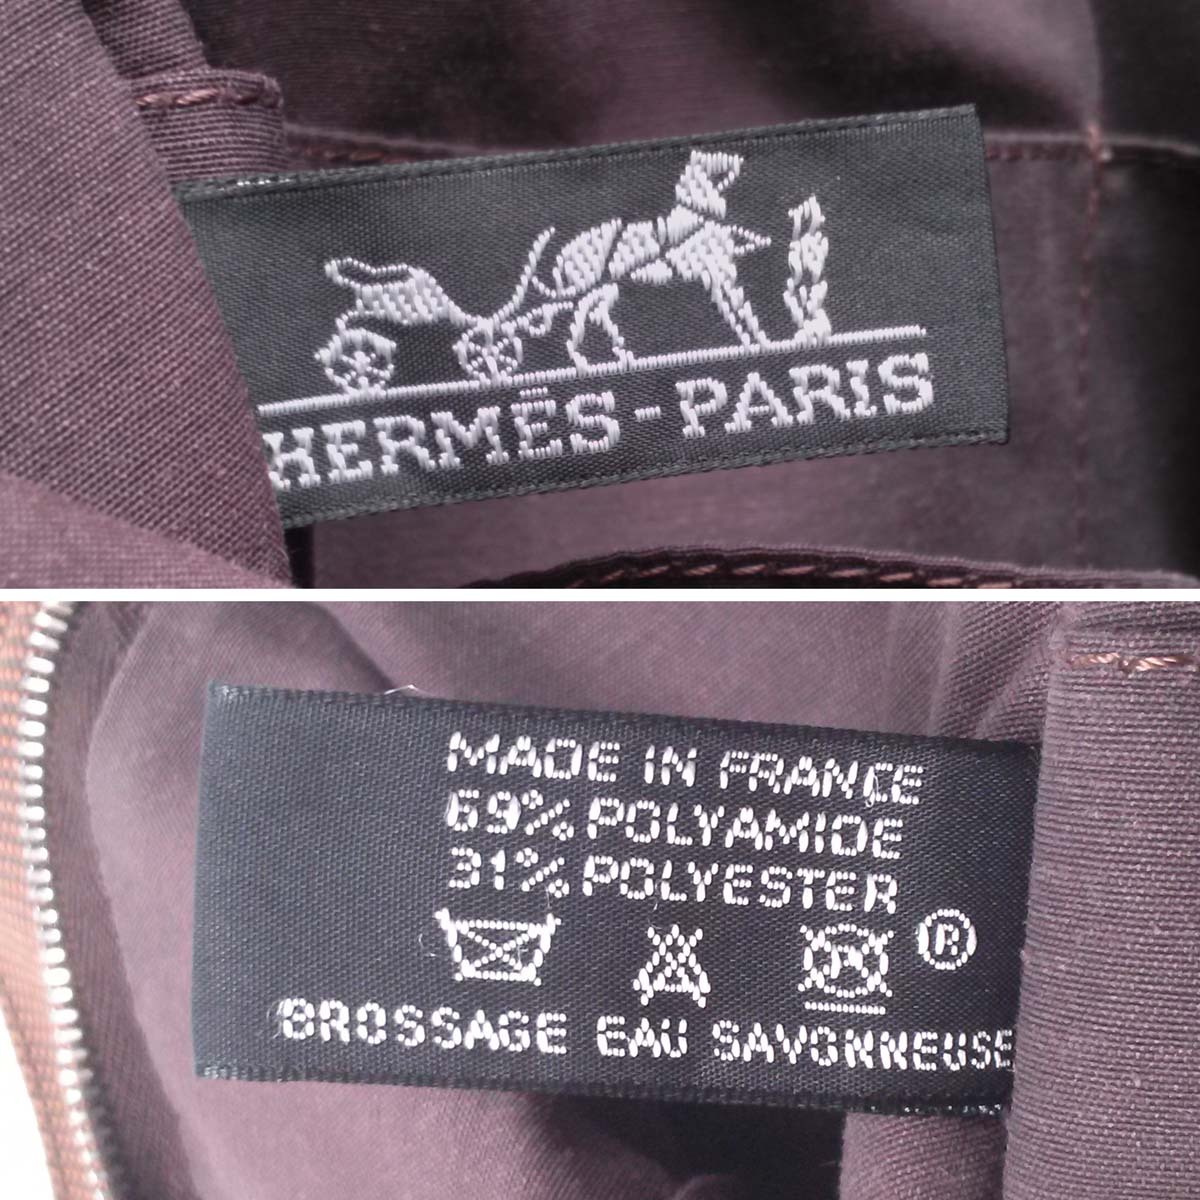 HERMÈS-PARIS
MADE IN FRANCE
69% POLYAMIDE
31% POLYESTER
®
BROSSAGE EAU SAVONNEUSE